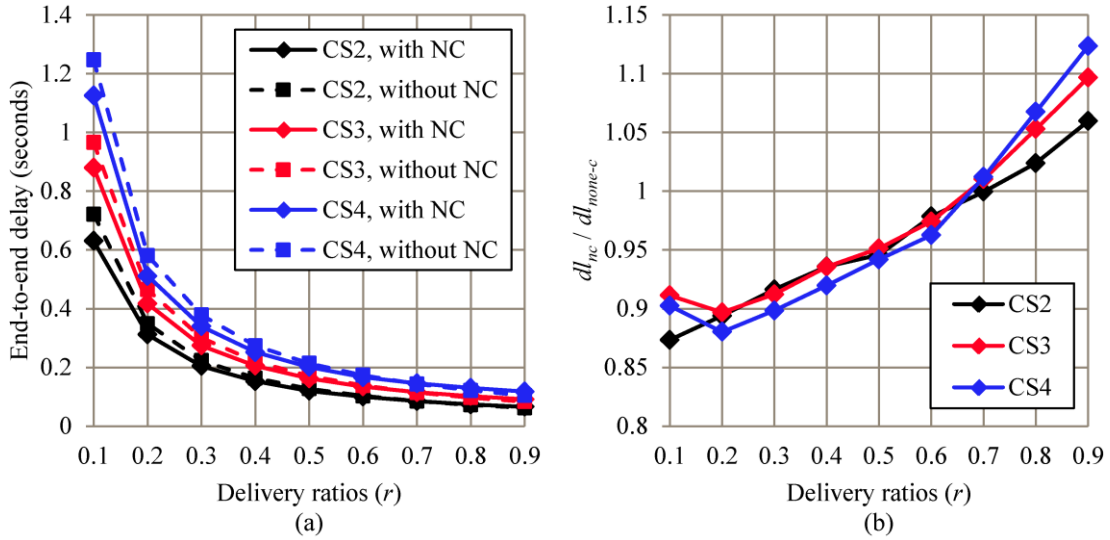 1.4
1.2
1
0.8
0.6
0.4
0.2
0
End-to-end delay (seconds)
CS2, with NC
CS2, without NC
CS3, with NC
CS3, without NC
CS4, with NC
CS4, without NC
0.1 0.2 0.3 0.4 0.5 0.6 0.7 0.8 0.9
Delivery ratios (r)
(a)
1.15
1.1
1.05
1
0.95
0.9
0.85
0.8
dl_nc / dl_none-c
CS2
CS3
CS4
0.1 0.2 0.3 0.4 0.5 0.6 0.7 0.8 0.9
Delivery ratios (r)
(b)